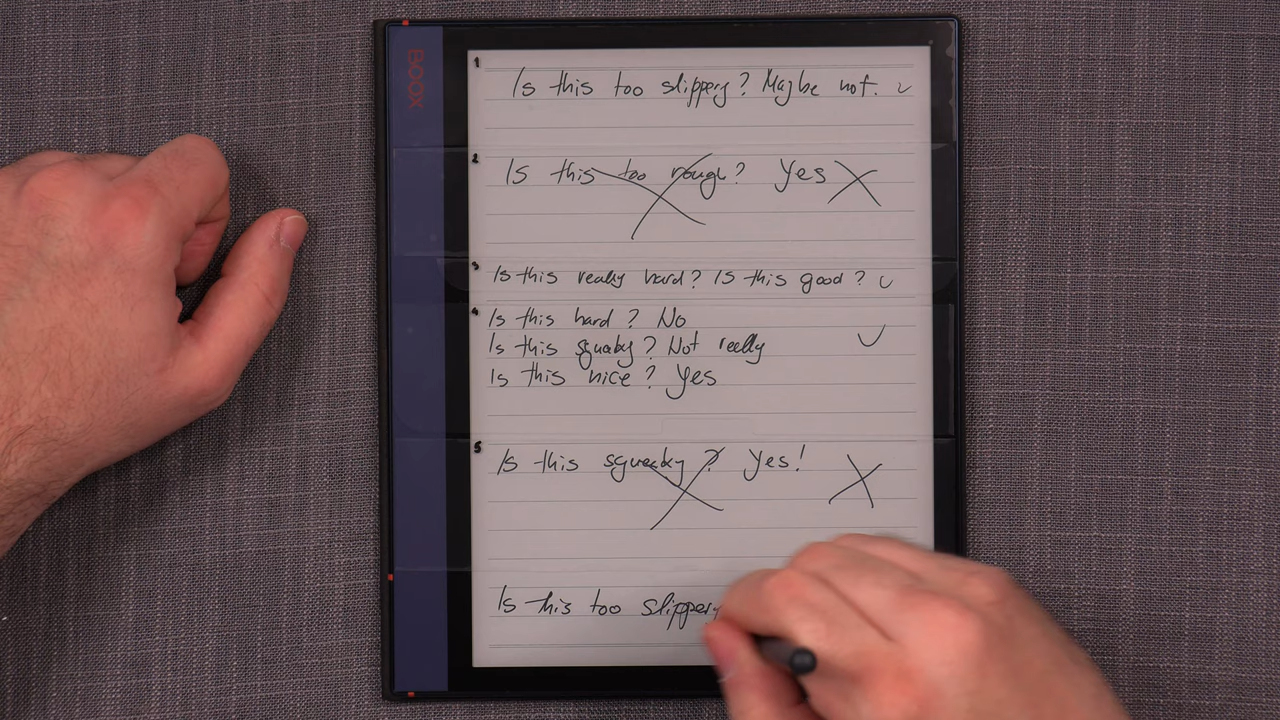 BOOX
1
Is this too slippery? Maybe not.
2
Is this too rough? Yes
3
Is this really hard? Is this good?
4
Is this hard? No
Is this squeaky? Not really
Is this nice? Yes
5
Is this squeaky? Yes!
Is this too slippery